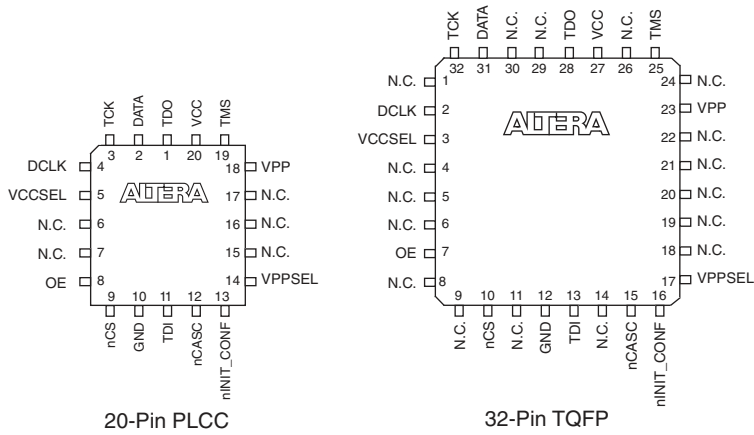 TCK
DATA
TDO
VCC
TMS
3 2 1 20 19
DCLK 4 18 VPP
VCCSEL 5 17 N.C.
ALTERA
N.C. 6 16 N.C.
N.C. 7 15 N.C.
OE 8 14 VPPSEL
9 10 11 12 13
nCS
GND
TDI
nCASC
nINIT_CONF
20-Pin PLCC
TCK
DATA
N.C.
N.C.
TDO
VCC
N.C.
TMS
32 31 30 29 28 27 26 25
N.C. 1 24 N.C.
DCLK 2 23 VPP
ALTERA
VCCSEL 3 22 N.C.
N.C. 4 21 N.C.
N.C. 5 20 N.C.
N.C. 6 19 N.C.
OE 7 18 N.C.
N.C. 8 17 VPPSEL
9 10 11 12 13 14 15 16
N.C.
nCS
N.C.
GND
TDI
N.C.
nCASC
nINIT_CONF
32-Pin TQFP